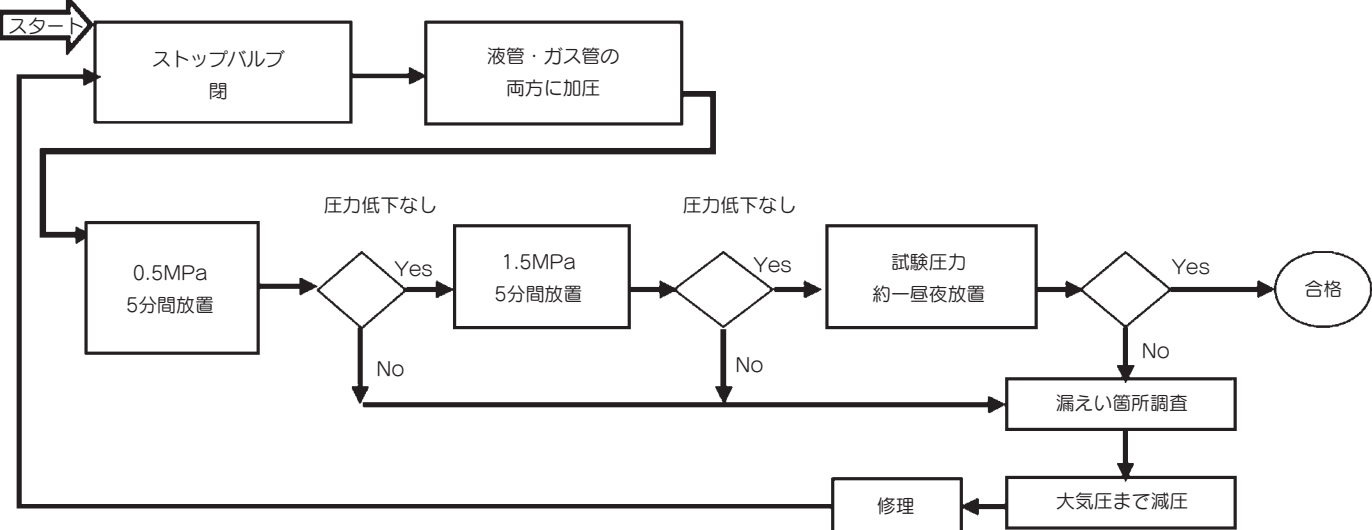 スタート
ストップバルブ
閉
液管・ガス管の
両方に加圧
圧力低下なし
圧力低下なし
0.5MPa
5分間放置
Yes
1.5MPa
5分間放置
Yes
試験圧力
約一昼夜放置
Yes
合格
No
No
No
漏えい箇所調査
大気圧まで減圧
修理